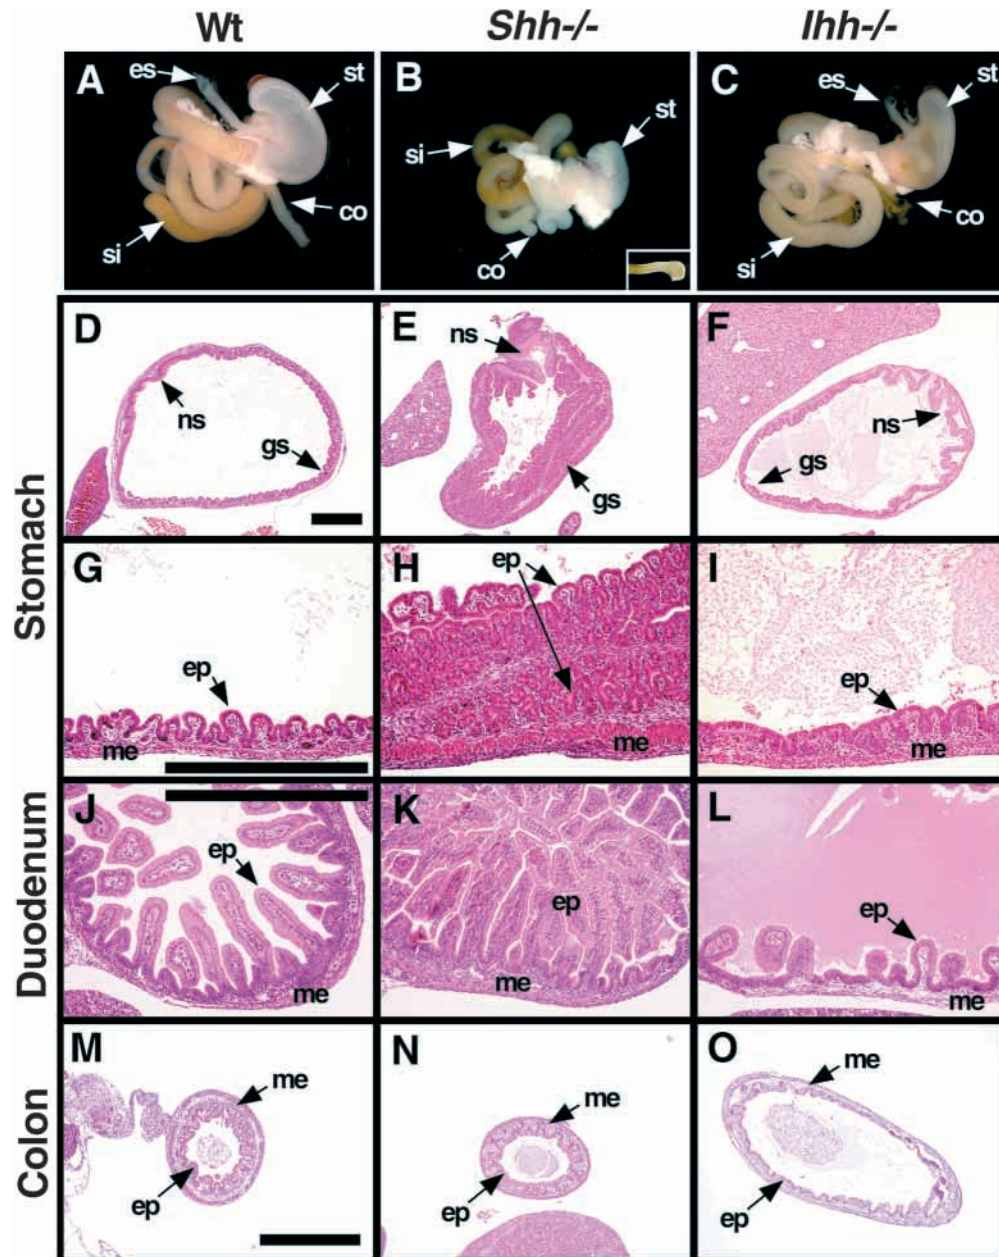 Wt Shh-/- Ihh-/-
A es st co si
B st si co
C es st co si
Stomach
D ns gs
E ns gs
F ns gs
G ep me
H ep me
I ep me
Duodenum
J ep me
K ep me
L ep me
Colon
M me ep
N me ep
O me ep